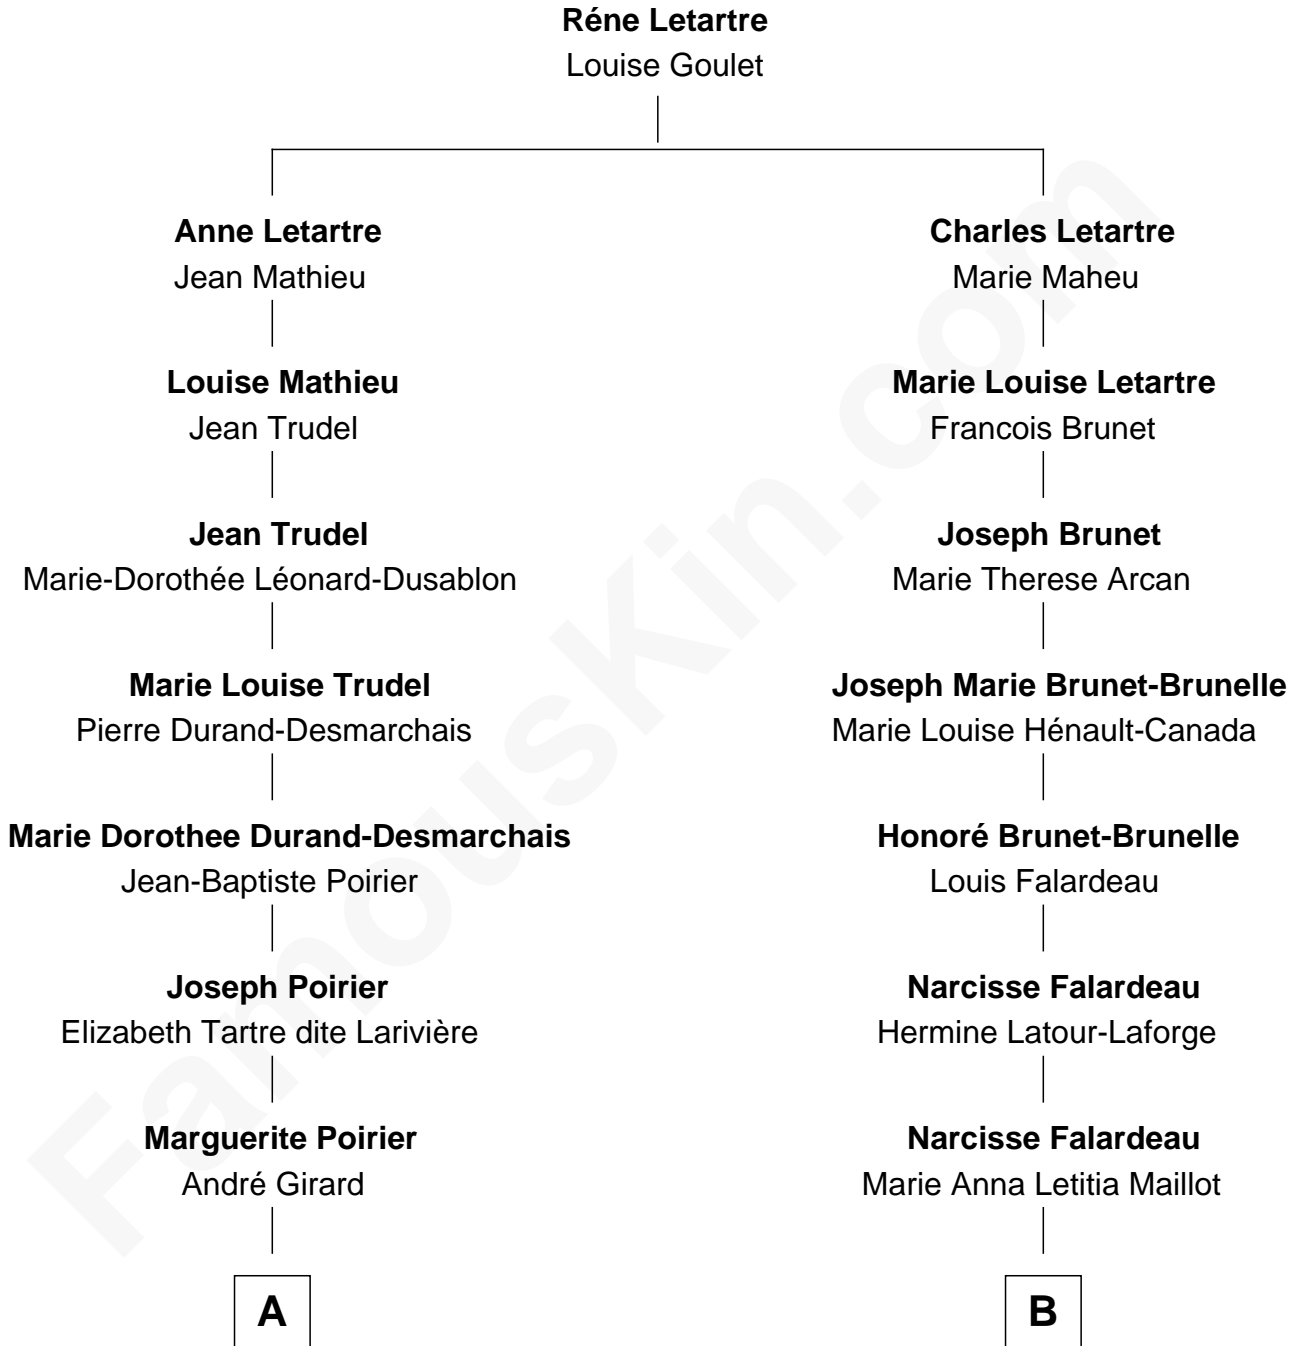 Réne Letartre
Louise Goulet
Anne Letartre
Jean Mathieu
Louise Mathieu
Jean Trudel
Jean Trudel
Marie-Dorothée Léonard-Dusablon
Marie Louise Trudel
Pierre Durand-Desmarchais
Marie Dorothee Durand-Desmarchais
Jean-Baptiste Poirier
Joseph Poirier
Elizabeth Tartre dite Larivière
Marguerite Poirier
André Girard
A
Charles Letartre
Marie Maheu
Marie Louise Letartre
Francois Brunet
Joseph Brunet
Marie Therese Arcan
Joseph Marie Brunet-Brunelle
Marie Louise Hénault-Canada
Honoré Brunet-Brunelle
Louis Falardeau
Narcisse Falardeau
Hermine Latour-Laforge
Narcisse Falardeau
Marie Anna Letitia Maillot
B
FamousKin.com